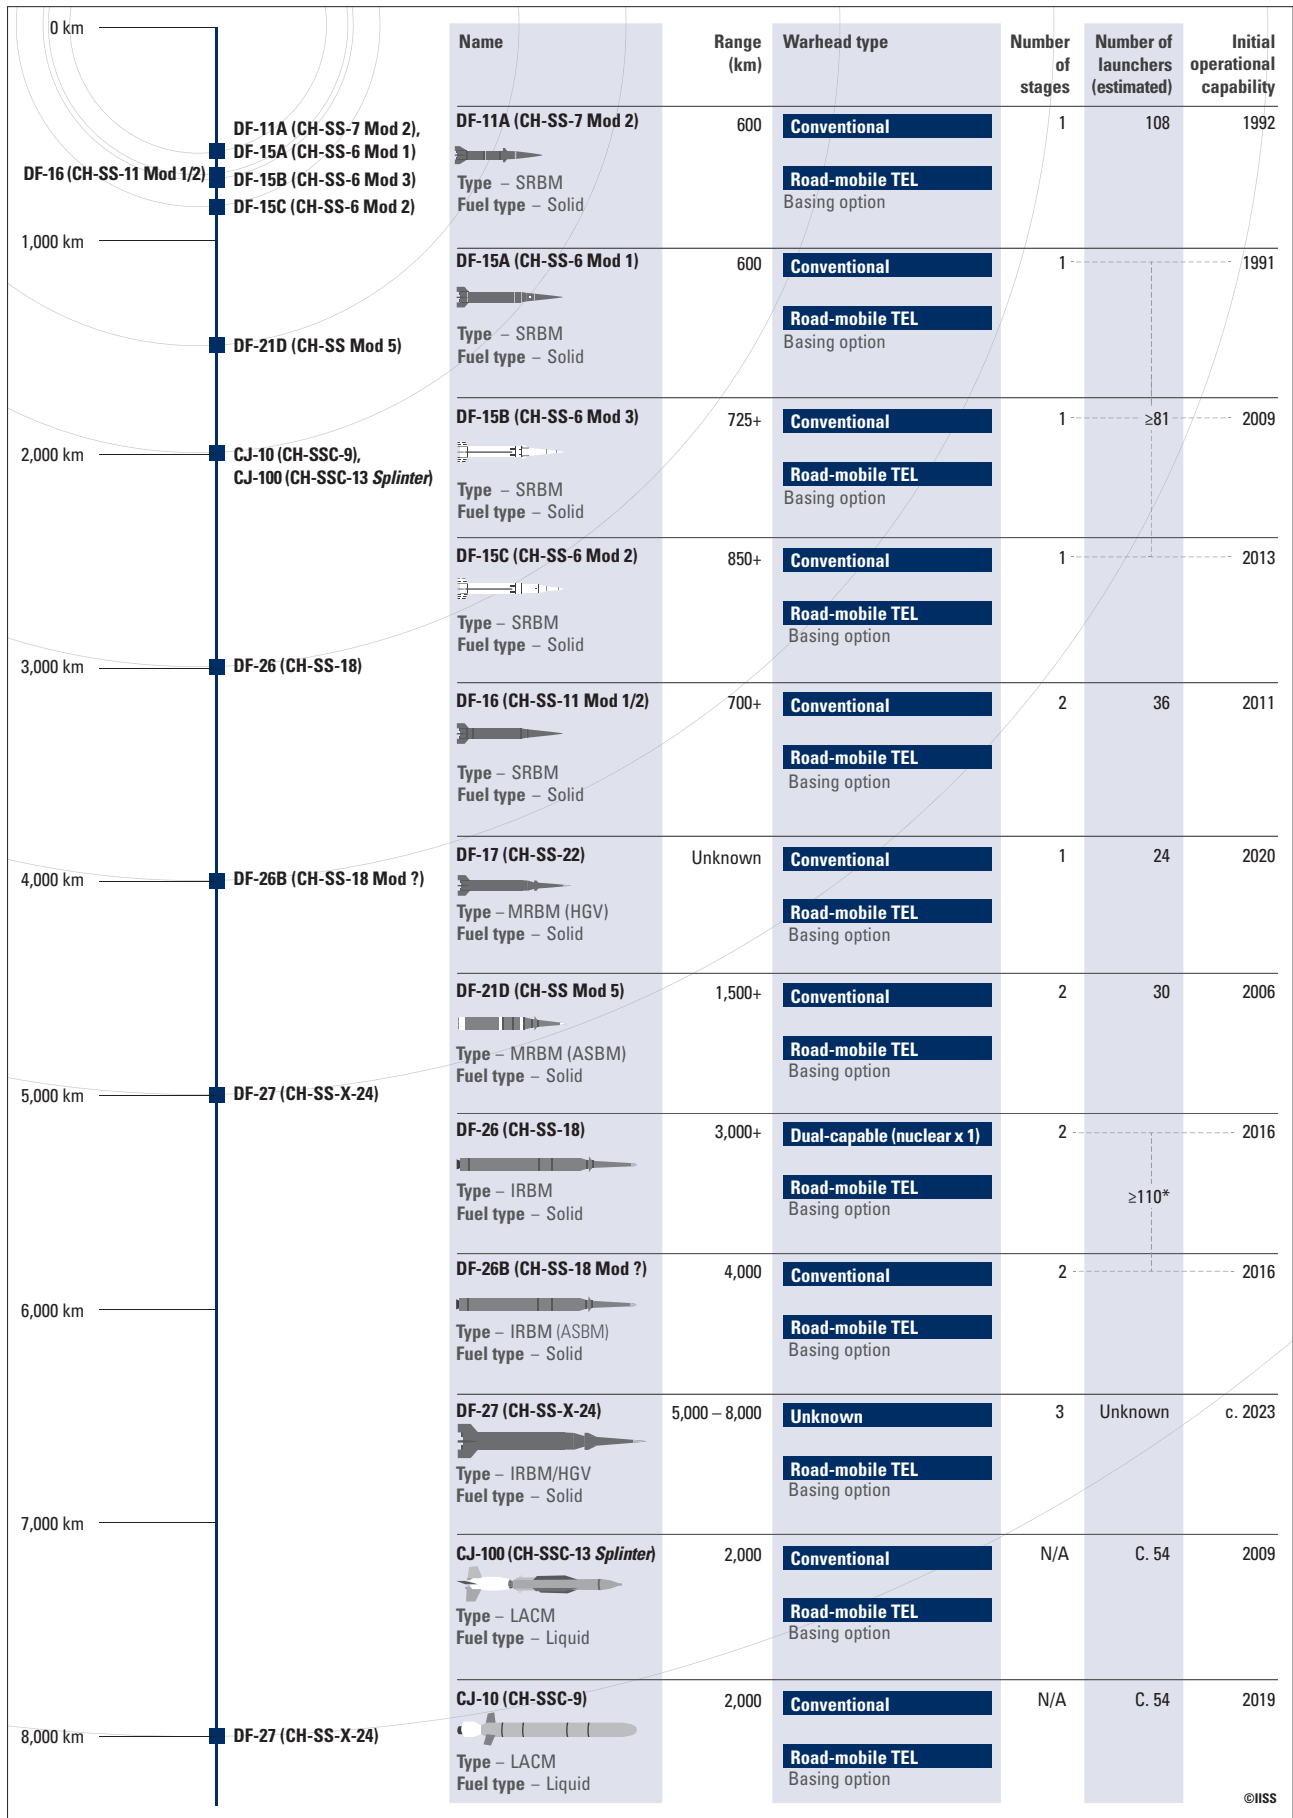 0 km
DF-11A (CH-SS-7 Mod 2),
DF-15A (CH-SS-6 Mod 1)
DF-16 (CH-SS-11 Mod 1/2)
DF-15B (CH-SS-6 Mod 3)
DF-15C (CH-SS-6 Mod 2)
1,000 km
DF-21D (CH-SS Mod 5)
2,000 km
CJ-10 (CH-SSC-9),
CJ-100 (CH-SSC-13 Splinter)
3,000 km
DF-26 (CH-SS-18)
4,000 km
DF-26B (CH-SS-18 Mod ?)
5,000 km
DF-27 (CH-SS-X-24)
6,000 km
7,000 km
8,000 km
DF-27 (CH-SS-X-24)
Name
Range
(km)
Warhead type
Number
of
stages
Number of
launchers
(estimated)
Initial
operational
capability
DF-11A (CH-SS-7 Mod 2)
600
Conventional
1
108
1992
Type – SRBM
Fuel type – Solid
Road-mobile TEL
Basing option
DF-15A (CH-SS-6 Mod 1)
600
Conventional
1
1991
Type – SRBM
Fuel type – Solid
Road-mobile TEL
Basing option
DF-15B (CH-SS-6 Mod 3)
725+
Conventional
1
≥81
2009
Type – SRBM
Fuel type – Solid
Road-mobile TEL
Basing option
DF-15C (CH-SS-6 Mod 2)
850+
Conventional
1
2013
Type – SRBM
Fuel type – Solid
Road-mobile TEL
Basing option
DF-16 (CH-SS-11 Mod 1/2)
700+
Conventional
2
36
2011
Type – SRBM
Fuel type – Solid
Road-mobile TEL
Basing option
DF-17 (CH-SS-22)
Unknown
Conventional
1
24
2020
Type – MRBM (HGV)
Fuel type – Solid
Road-mobile TEL
Basing option
DF-21D (CH-SS Mod 5)
1,500+
Conventional
2
30
2006
Type – MRBM (ASBM)
Fuel type – Solid
Road-mobile TEL
Basing option
DF-26 (CH-SS-18)
3,000+
Dual-capable (nuclear x 1)
2
2016
Type – IRBM
Fuel type – Solid
Road-mobile TEL
Basing option
≥110*
DF-26B (CH-SS-18 Mod ?)
4,000
Conventional
2
2016
Type – IRBM (ASBM)
Fuel type – Solid
Road-mobile TEL
Basing option
DF-27 (CH-SS-X-24)
5,000 – 8,000
Unknown
3
Unknown
c. 2023
Type – IRBM/HGV
Fuel type – Solid
Road-mobile TEL
Basing option
CJ-100 (CH-SSC-13 Splinter)
2,000
Conventional
N/A
C. 54
2009
Type – LACM
Fuel type – Liquid
Road-mobile TEL
Basing option
CJ-10 (CH-SSC-9)
2,000
Conventional
N/A
C. 54
2019
Type – LACM
Fuel type – Liquid
Road-mobile TEL
Basing option
©IISS